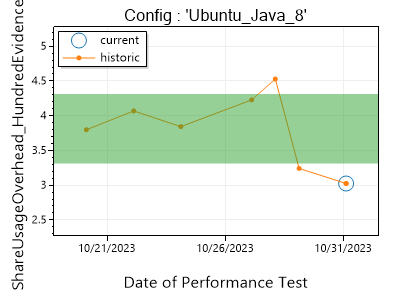 Config : 'Ubuntu_Java_8'
ShareUsageOverhead_HundredEvidence
current
historic
5
4.5
4
3.5
3
2.5
10/21/2023
10/26/2023
10/31/2023
Date of Performance Test